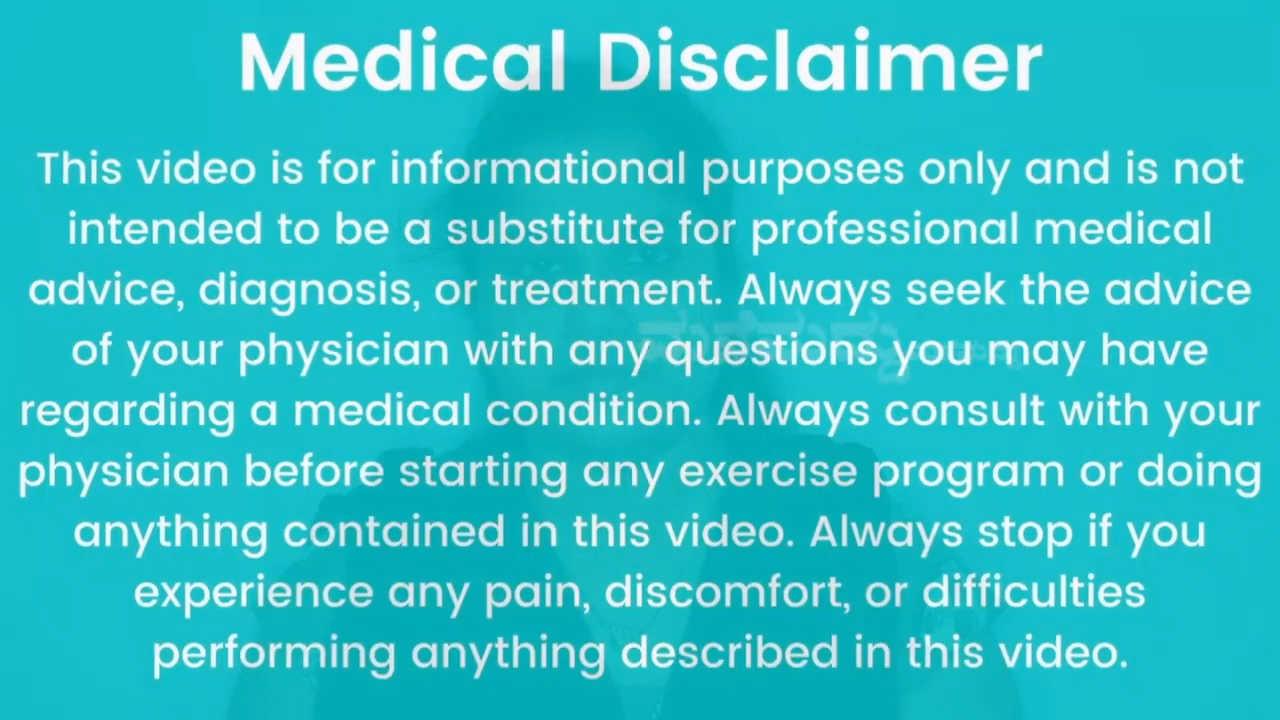 Medical Disclaimer
This video is for informational purposes only and is not
intended to be a substitute for professional medical
advice, diagnosis, or treatment. Always seek the advice
of your physician with any questions you may have
regarding a medical condition. Always consult with your
physician before starting any exercise program or doing
anything contained in this video. Always stop if you
experience any pain, discomfort, or difficulties
performing anything described in this video.